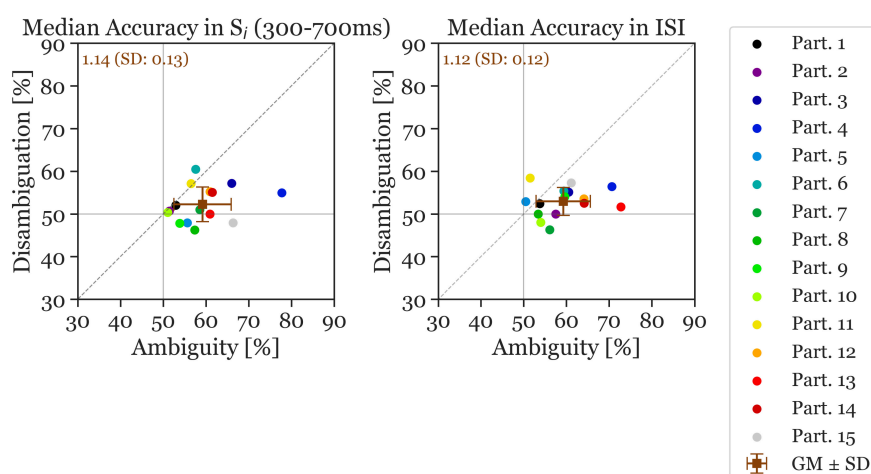 Median Accuracy in Si (300-700ms)
1.14 (SD: 0.13)
Disambiguation [%]
90
80
70
60
50
40
30
30 40 50 60 70 80 90
Ambiguity [%]
Median Accuracy in ISI
1.12 (SD: 0.12)
Disambiguation [%]
90
80
70
60
50
40
30
30 40 50 60 70 80 90
Ambiguity [%]
Part. 1
Part. 2
Part. 3
Part. 4
Part. 5
Part. 6
Part. 7
Part. 8
Part. 9
Part. 10
Part. 11
Part. 12
Part. 13
Part. 14
Part. 15
GM ± SD